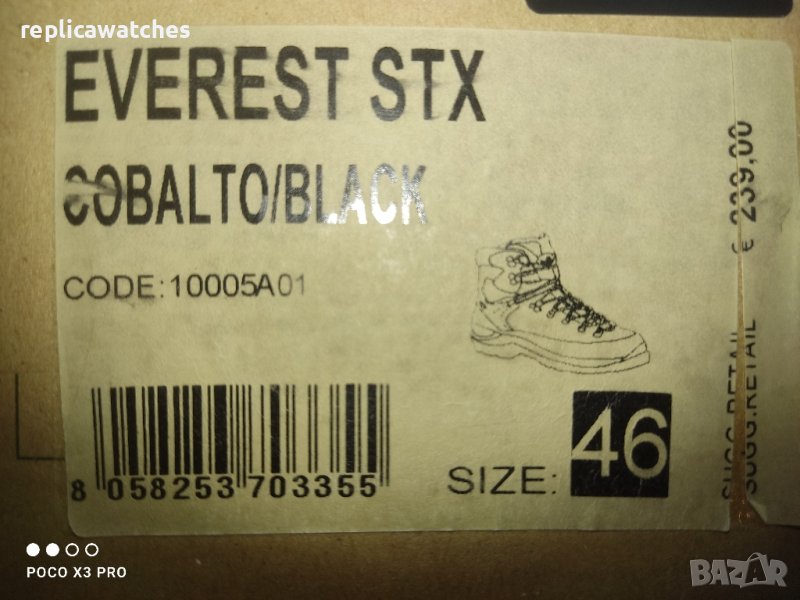 replicawatches
EVEREST STX
COBALTO/BLACK
CODE:10005A01
8 058253 703355
SIZE: 46
€ 239,00
SUGG.RETAIL
SUGG.RETAIL
POCO X3 PRO
BAZAR